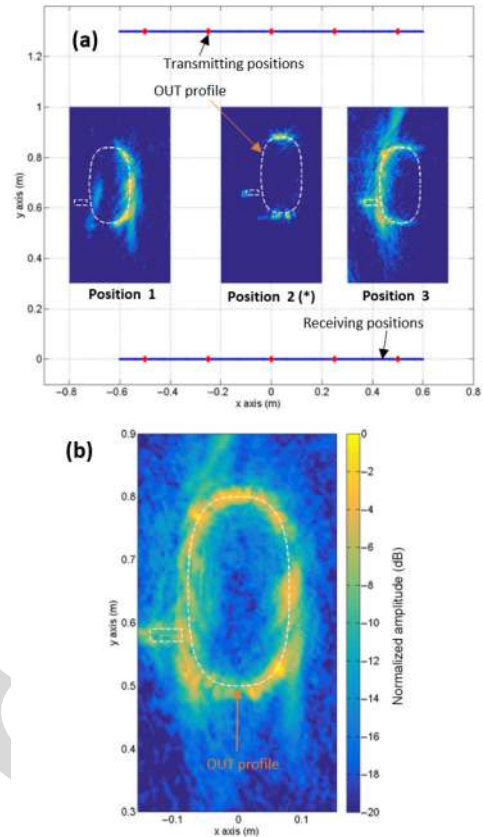 (a)
Transmitting positions
OUT profile
Position 1
Position 2 (*)
Position 3
Receiving positions
y axis (m)
1.2
1
0.8
0.6
0.4
0.2
0
−0.8
−0.6
−0.4
−0.2
0
0.2
0.4
0.6
0.8
x axis (m)
(b)
OUT profile
y axis (m)
0.9
0.8
0.7
0.6
0.5
0.4
0.3
−0.1
0
0.1
x axis (m)
0
−2
−4
−6
−8
−10
−12
−14
−16
−18
−20
Normalized amplitude (dB)